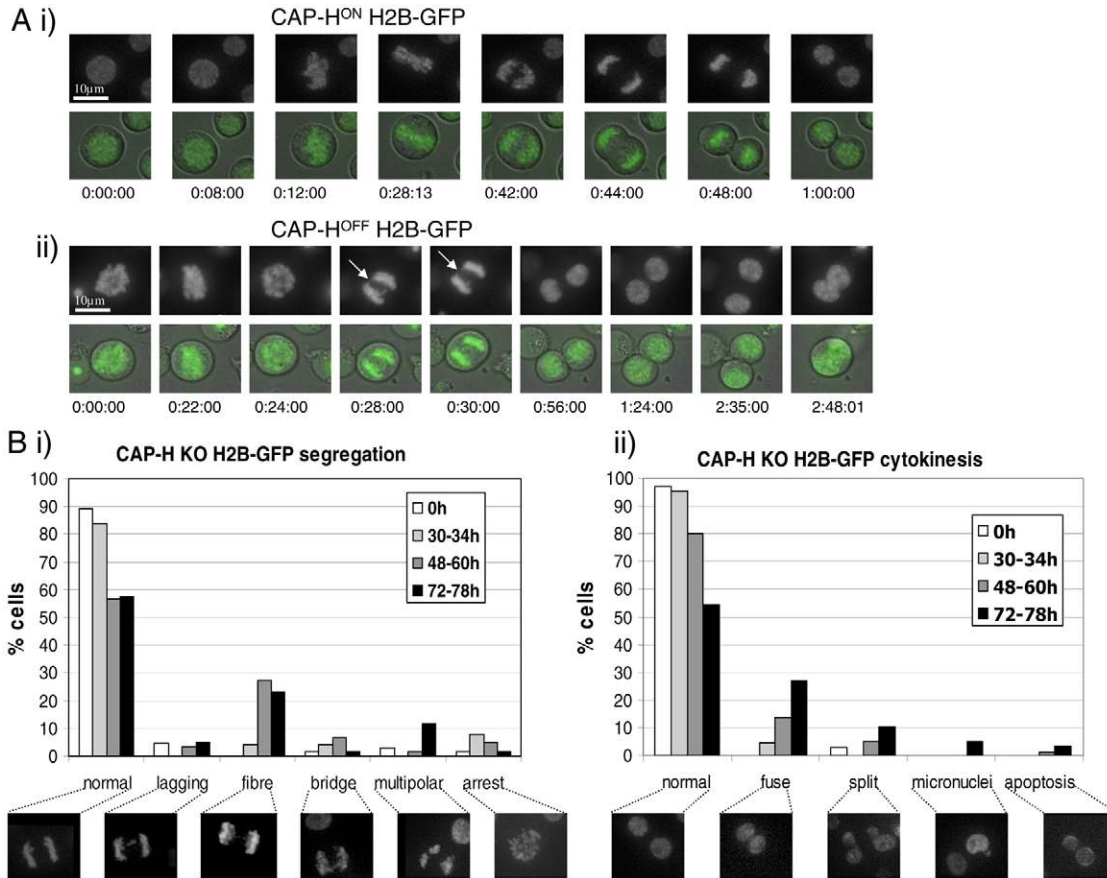 A i)
CAP-H^ON H2B-GFP
10µm
0:00:00 0:08:00 0:12:00 0:28:13 0:42:00 0:44:00 0:48:00 1:00:00
ii)
CAP-H^OFF H2B-GFP
10µm
0:00:00 0:22:00 0:24:00 0:28:00 0:30:00 0:56:00 1:24:00 2:35:00 2:48:01
B i)
CAP-H KO H2B-GFP segregation
% cells
100
90
80
70
60
50
40
30
20
10
0
0h
30-34h
48-60h
72-78h
normal lagging fibre bridge multipolar arrest
ii)
CAP-H KO H2B-GFP cytokinesis
% cells
100
90
80
70
60
50
40
30
20
10
0
0h
30-34h
48-60h
72-78h
normal fuse split micronuclei apoptosis